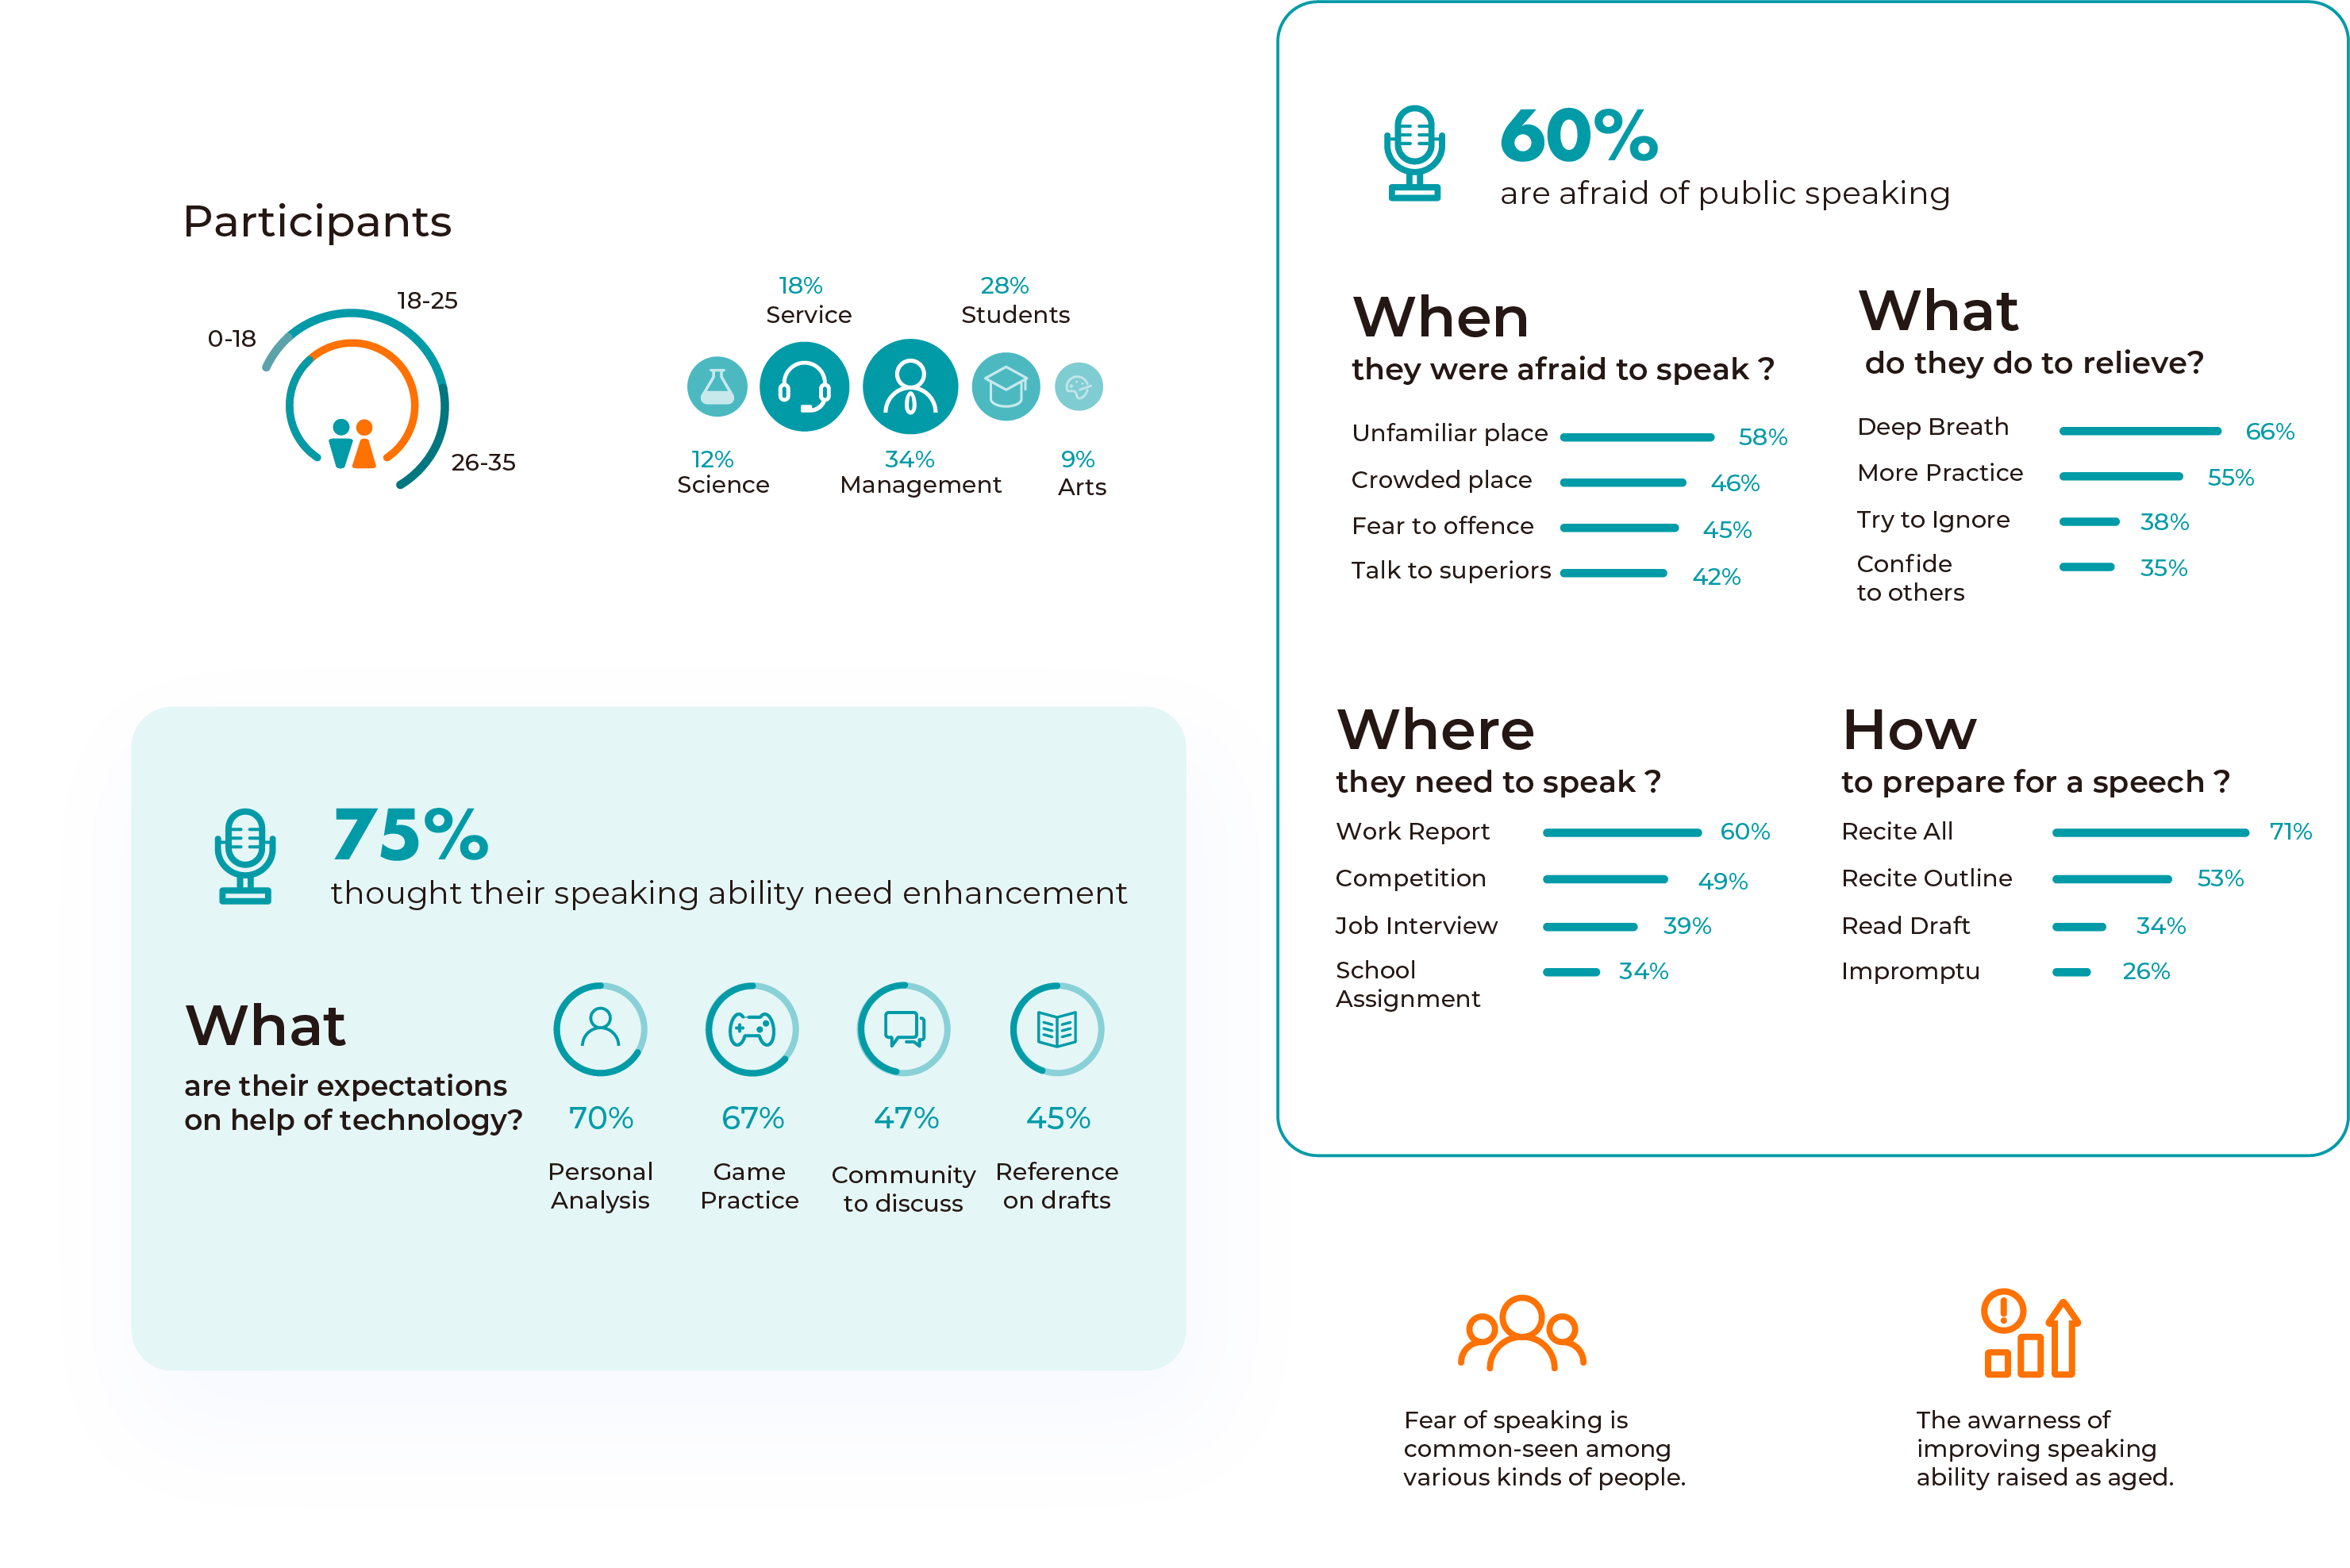 Participants
18-25
0-18
26-35
18%
Service
28%
Students
12%
Science
34%
Management
9%
Arts
75%
thought their speaking ability need enhancement
What
are their expectations
on help of technology?
70%
Personal
Analysis
67%
Game
Practice
47%
Community
to discuss
45%
Reference
on drafts
60%
are afraid of public speaking
When
they were afraid to speak ?
Unfamiliar place 58%
Crowded place 46%
Fear to offence 45%
Talk to superiors 42%
What
do they do to relieve?
Deep Breath 66%
More Practice 55%
Try to Ignore 38%
Confide 35%
to others
Where
they need to speak ?
Work Report 60%
Competition 49%
Job Interview 39%
School 34%
Assignment
How
to prepare for a speech ?
Recite All 71%
Recite Outline 53%
Read Draft 34%
Impromptu 26%
Fear of speaking is
common-seen among
various kinds of people.
The awarness of
improving speaking
ability raised as aged.